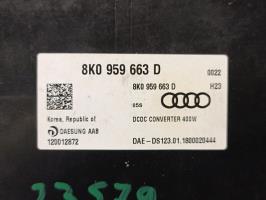 8K0 959 663 D
0022
8K0 959 663 D
H23
05S
Korea, Republic of
DCDC CONVERTER 400W
DAESUNG AAB
120012872
DAE-DS123.01.1800020444